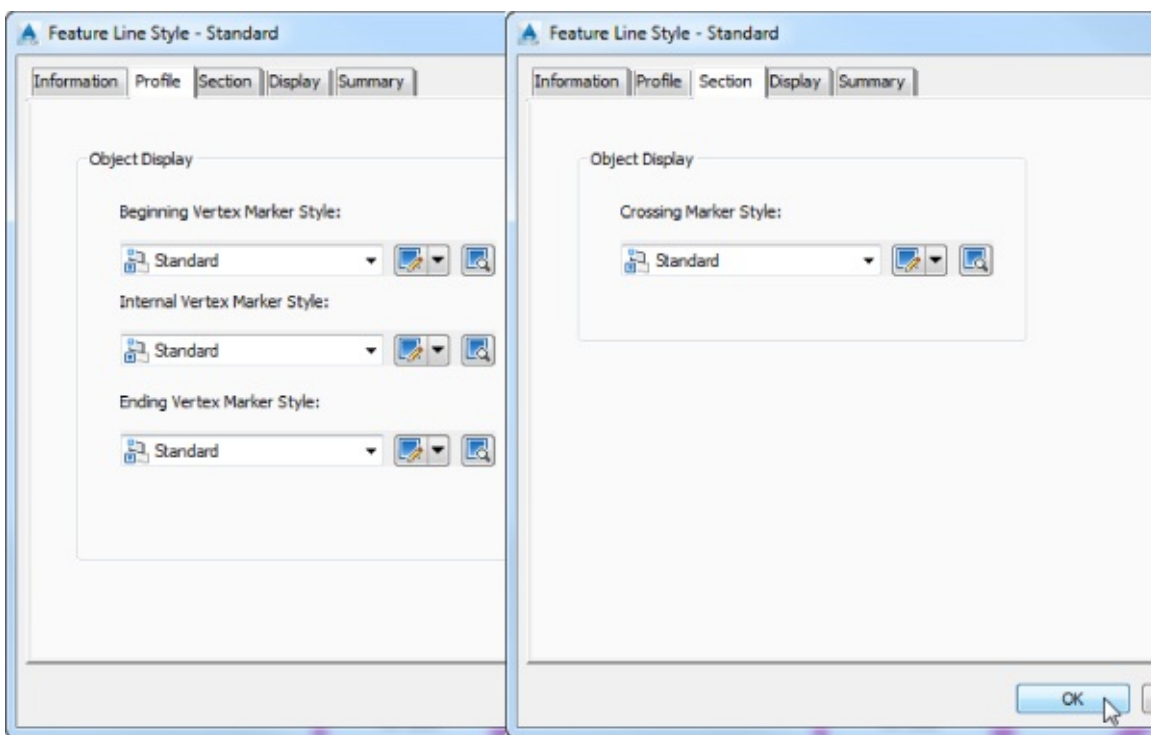 Feature Line Style - Standard
Information Profile Section Display Summary
Object Display
Beginning Vertex Marker Style:
Standard
Internal Vertex Marker Style:
Standard
Ending Vertex Marker Style:
Standard
Feature Line Style - Standard
Information Profile Section Display Summary
Object Display
Crossing Marker Style:
Standard
OK